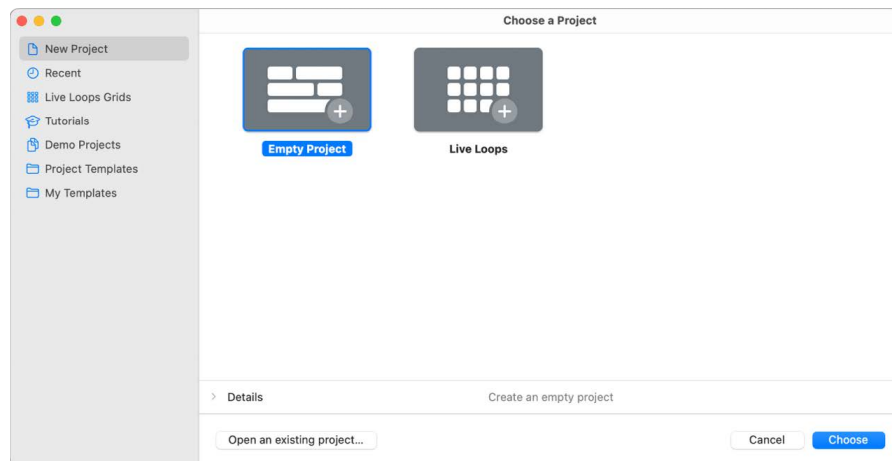 Choose a Project
New Project
Recent
Live Loops Grids
Tutorials
Demo Projects
Project Templates
My Templates
Empty Project
Live Loops
Details
Create an empty project
Open an existing project...
Cancel
Choose